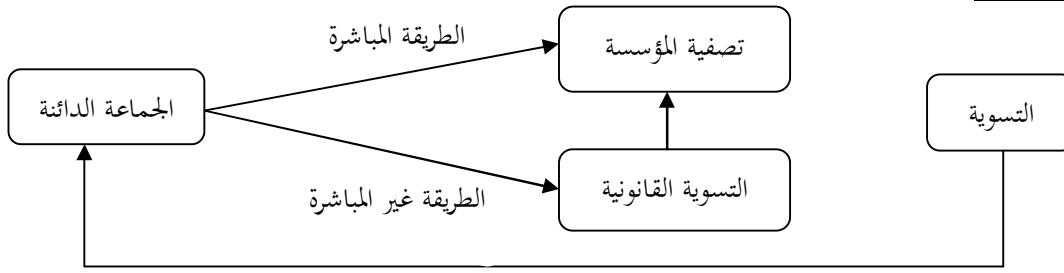 الطريقة المباشرة
تصفية المؤسسة
الجماعة الدائنة
التسوية
التسوية القانونية
الطريقة غير المباشرة